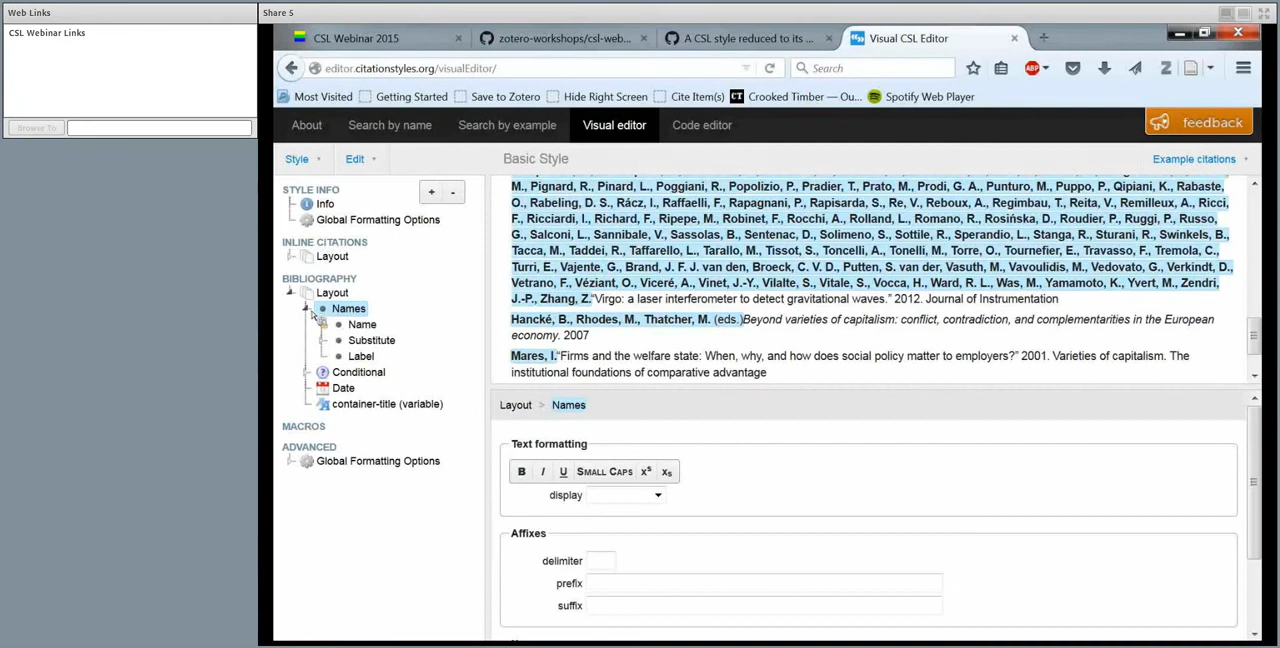 Web Links
CSL Webinar Links
Browse To
Share 5
CSL Webinar 2015 ×
zotero-workshops/csl-web... ×
A CSL style reduced to its ... ×
Visual CSL Editor ×
editor.citationstyles.org/visualEditor/
Search
Most Visited
Getting Started
Save to Zotero
Hide Right Screen
Cite Item(s)
Crooked Timber — Ou...
Spotify Web Player
About
Search by name
Search by example
Visual editor
Code editor
feedback
Style
Edit
Basic Style
Example citations
STYLE INFO
+ -
Info
Global Formatting Options
INLINE CITATIONS
Layout
BIBLIOGRAPHY
Layout
Names
Name
Substitute
Label
Conditional
Date
container-title (variable)
MACROS
ADVANCED
Global Formatting Options
M., Pignard, R., Pinard, L., Poggiani, R., Popolizio, P., Pradier, T., Prato, M., Prodi, G. A., Punturo, M., Puppo, P., Qipiani, K., Rabaste,
O., Rabeling, D. S., Rácz, I., Raffaelli, F., Rapagnani, P., Rapisarda, S., Re, V., Reboux, A., Regimbau, T., Reita, V., Remilleux, A., Ricci,
F., Ricciardi, I., Richard, F., Ripepe, M., Robinet, F., Rocchi, A., Rolland, L., Romano, R., Rosińska, D., Roudier, P., Ruggi, P., Russo,
G., Salconi, L., Sannibale, V., Sassolas, B., Sentenac, D., Solimeno, S., Sottile, R., Sperandio, L., Stanga, R., Sturani, R., Swinkels, B.,
Tacca, M., Taddei, R., Taffarello, L., Tarallo, M., Tissot, S., Toncelli, A., Tonelli, M., Torre, O., Tournefier, E., Travasso, F., Tremola, C.,
Turri, E., Vajente, G., Brand, J. F. J. van den, Broeck, C. V. D., Putten, S. van der, Vasuth, M., Vavoulidis, M., Vedovato, G., Verkindt, D.,
Vetrano, F., Véziant, O., Viceré, A., Vinet, J.-Y., Vilalte, S., Vitale, S., Vocca, H., Ward, R. L., Was, M., Yamamoto, K., Yvert, M., Zendri,
J.-P., Zhang, Z.“Virgo: a laser interferometer to detect gravitational waves.” 2012. Journal of Instrumentation
Hancké, B., Rhodes, M., Thatcher, M. (eds.)Beyond varieties of capitalism: conflict, contradiction, and complementarities in the European
economy. 2007
Mares, I.“Firms and the welfare state: When, why, and how does social policy matter to employers?” 2001. Varieties of capitalism. The
institutional foundations of comparative advantage
Layout > Names
Text formatting
B I U SMALL CAPS xˢ xₛ
display
Affixes
delimiter
prefix
suffix